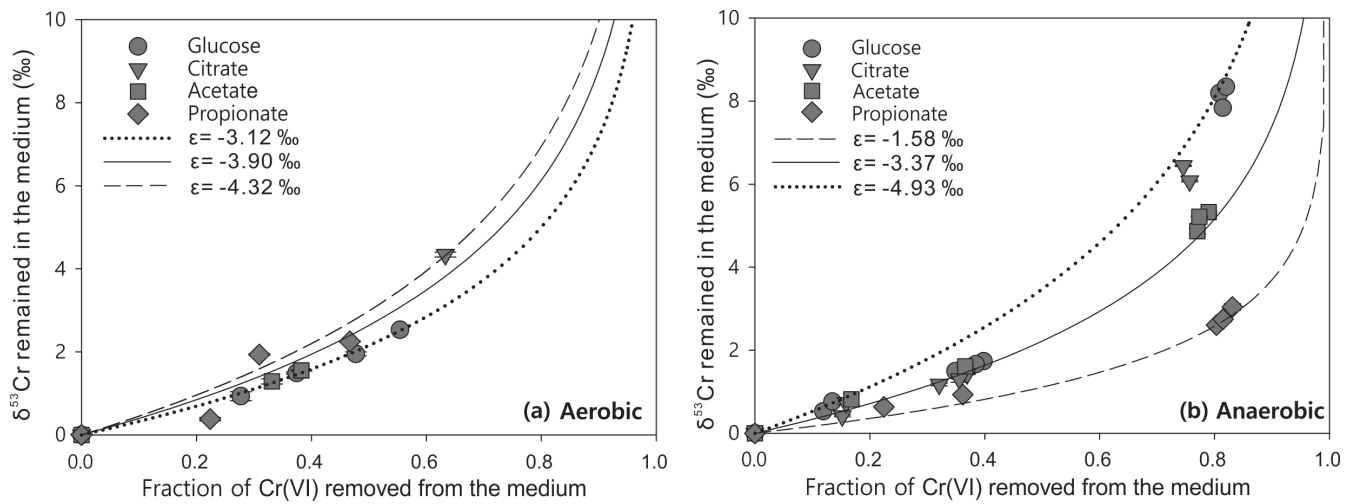 δ⁵³Cr remained in the medium (‰)
10
8
6
4
2
0
Glucose
Citrate
Acetate
Propionate
ε= -3.12 ‰
ε= -3.90 ‰
ε= -4.32 ‰
(a) Aerobic
0.0 0.2 0.4 0.6 0.8 1.0
Fraction of Cr(VI) removed from the medium
δ⁵³Cr remained in the medium (‰)
10
8
6
4
2
0
Glucose
Citrate
Acetate
Propionate
ε= -1.58 ‰
ε= -3.37 ‰
ε= -4.93 ‰
(b) Anaerobic
0.0 0.2 0.4 0.6 0.8 1.0
Fraction of Cr(VI) removed from the medium